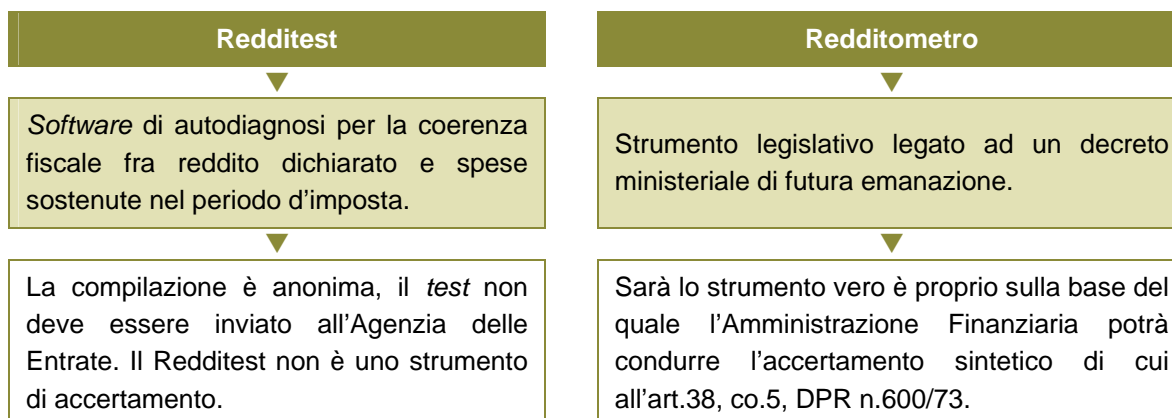 Redditest
Software di autodiagnosi per la coerenza
fiscale fra reddito dichiarato e spese
sostenute nel periodo d'imposta.
La compilazione è anonima, il test non
deve essere inviato all'Agenzia delle
Entrate. Il Redditest non è uno strumento
di accertamento.
Redditometro
Strumento legislativo legato ad un decreto
ministeriale di futura emanazione.
Sarà lo strumento vero è proprio sulla base del
quale l'Amministrazione Finanziaria potrà
condurre l'accertamento sintetico di cui
all'art.38, co.5, DPR n.600/73.